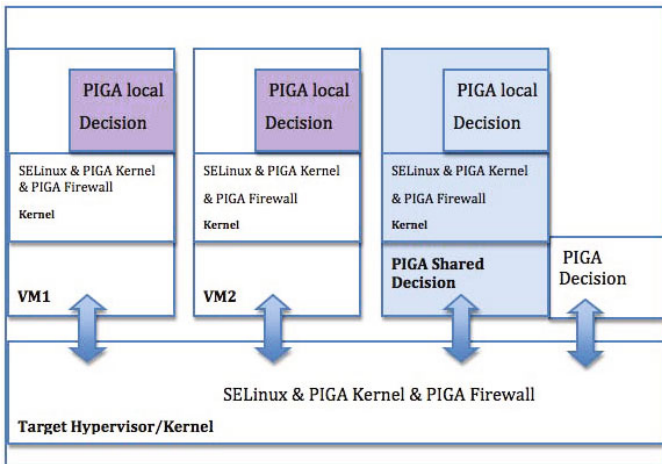 PIGA local
Decision
SELinux & PIGA Kernel
& PIGA Firewall
Kernel
VM1
PIGA local
Decision
SELinux & PIGA Kernel
& PIGA Firewall
Kernel
VM2
PIGA local
Decision
SELinux & PIGA Kernel
& PIGA Firewall
Kernel
PIGA Shared
Decision
PIGA
Decision
SELinux & PIGA Kernel & PIGA Firewall
Target Hypervisor/Kernel